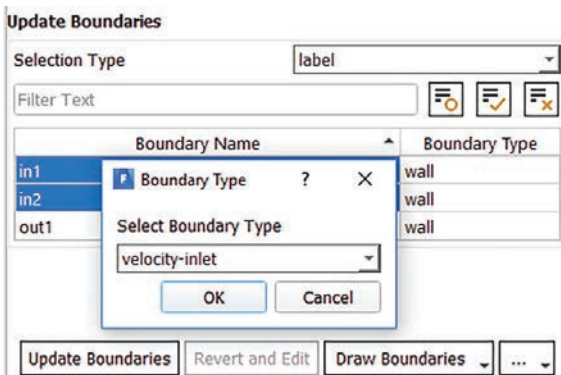 Update Boundaries
Selection Type label
Filter Text
Boundary Name Boundary Type
in1 wall
in2 wall
out1 wall
F Boundary Type ? X
Select Boundary Type
velocity-inlet
OK Cancel
Update Boundaries Revert and Edit Draw Boundaries ...